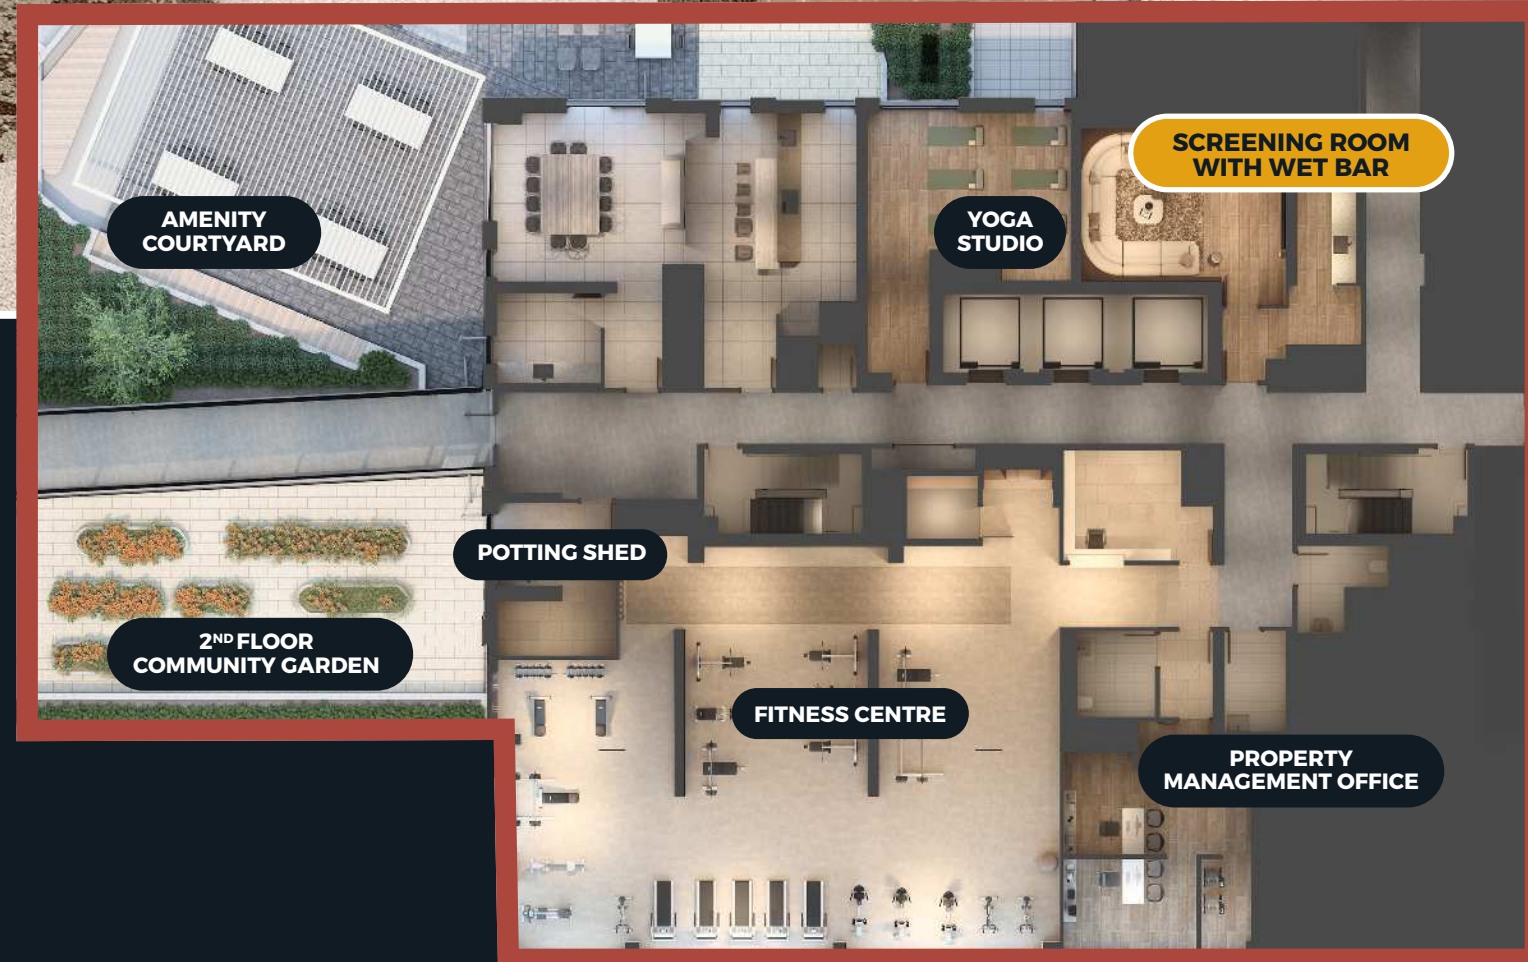 SCREENING ROOM
WITH WET BAR
AMENITY
COURTYARD
YOGA
STUDIO
POTTING SHED
2ND FLOOR
COMMUNITY GARDEN
FITNESS CENTRE
PROPERTY
MANAGEMENT OFFICE